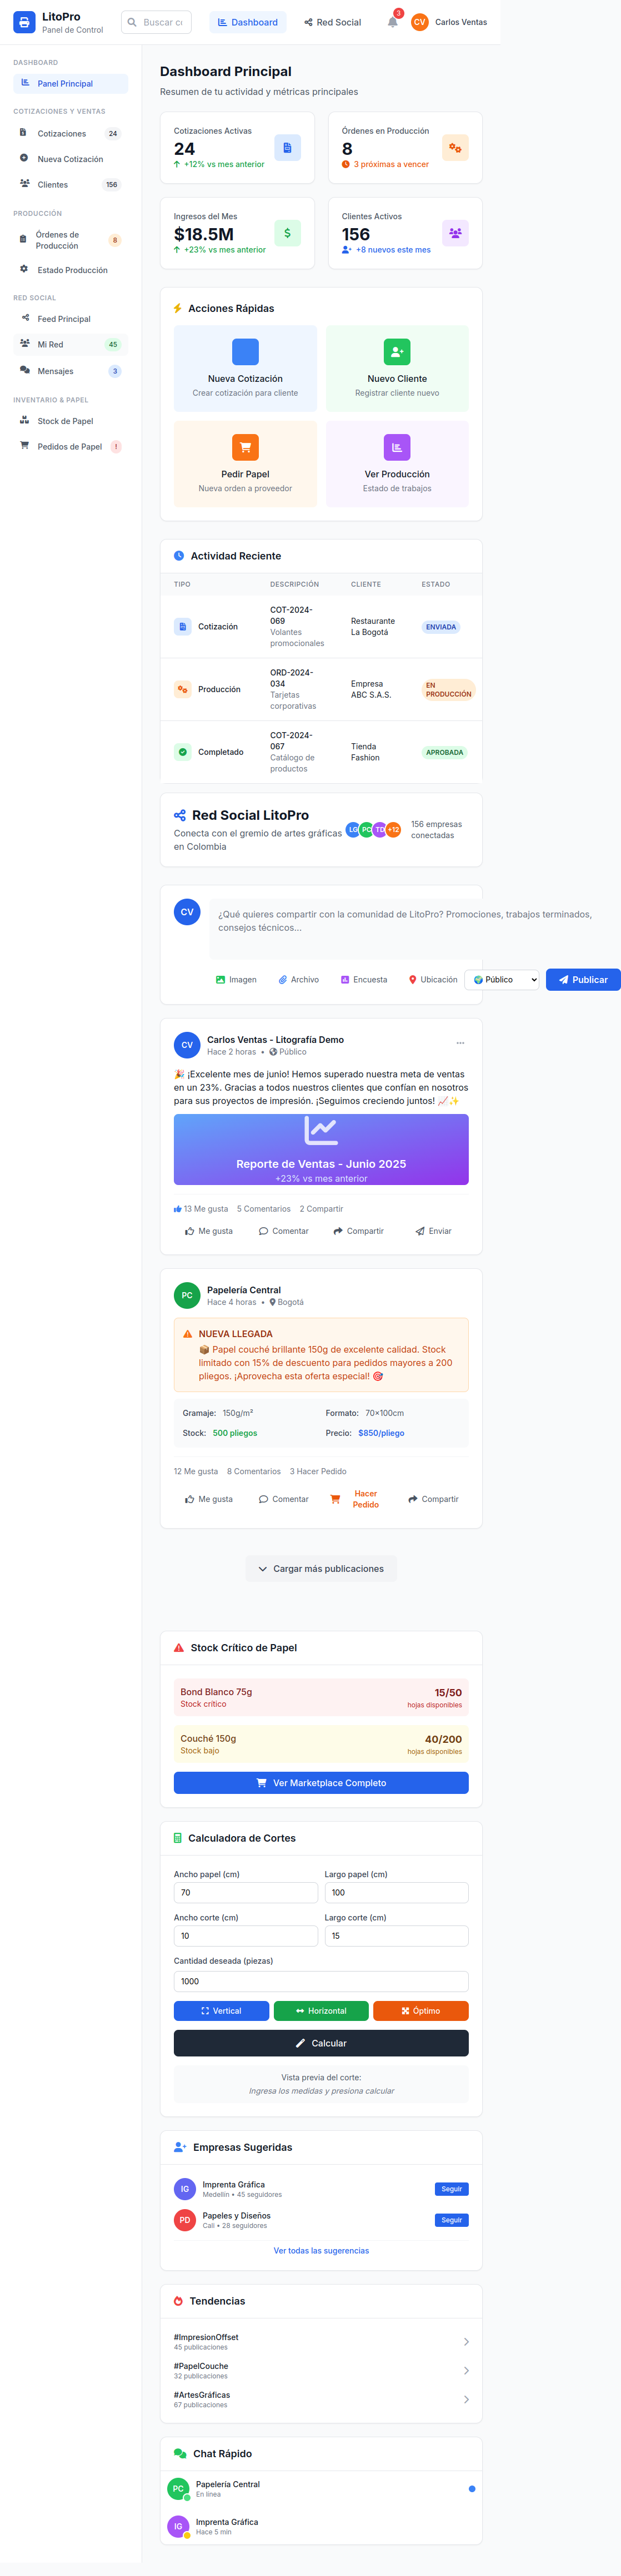 LitoPro
Panel de Control
Buscar co
Dashboard
Red Social
3
CV
Carlos Ventas
DASHBOARD
Panel Principal
COTIZACIONES Y VENTAS
Cotizaciones 24
Nueva Cotización
Clientes 156
PRODUCCIÓN
Órdenes de
Producción
8
Estado Producción
RED SOCIAL
Feed Principal
Mi Red 45
Mensajes 3
INVENTARIO & PAPEL
Stock de Papel
Pedidos de Papel !
Dashboard Principal
Resumen de tu actividad y métricas principales
Cotizaciones Activas
24
+12% vs mes anterior
Órdenes en Producción
8
3 próximas a vencer
Ingresos del Mes
$18.5M
+23% vs mes anterior
$
Clientes Activos
156
+8 nuevos este mes
Acciones Rápidas
Nueva Cotización
Crear cotización para cliente
Nuevo Cliente
Registrar cliente nuevo
Pedir Papel
Nueva orden a proveedor
Ver Producción
Estado de trabajos
Actividad Reciente
TIPO DESCRIPCIÓN CLIENTE ESTADO
Cotización
COT-2024-
069
Volantes
promocionales
Restaurante
La Bogotá
ENVIADA
Producción
ORD-2024-
034
Tarjetas
corporativas
Empresa
ABC S.A.S.
EN
PRODUCCIÓN
Completado
COT-2024-
067
Catálogo de
productos
Tienda
Fashion
APROBADA
Red Social LitoPro
Conecta con el gremio de artes gráficas
en Colombia
LG PC TD +12
156 empresas
conectadas
CV
¿Qué quieres compartir con la comunidad de LitoPro? Promociones, trabajos terminados,
consejos técnicos...
Imagen Archivo Encuesta Ubicación 🌍 Público Publicar
CV
Carlos Ventas - Litografía Demo
Hace 2 horas • Público
🎉 ¡Excelente mes de junio! Hemos superado nuestra meta de ventas
en un 23%. Gracias a todos nuestros clientes que confían en nosotros
para sus proyectos de impresión. ¡Seguimos creciendo juntos! 📈✨
Reporte de Ventas - Junio 2025
+23% vs mes anterior
13 Me gusta 5 Comentarios 2 Compartir
Me gusta Comentar Compartir Enviar
PC
Papelería Central
Hace 4 horas • Bogotá
NUEVA LLEGADA
📦 Papel couché brillante 150g de excelente calidad. Stock
limitado con 15% de descuento para pedidos mayores a 200
pliegos. ¡Aprovecha esta oferta especial! 🎯
Gramaje: 150g/m² Formato: 70×100cm
Stock: 500 pliegos Precio: $850/pliego
12 Me gusta 8 Comentarios 3 Hacer Pedido
Me gusta Comentar
Hacer
Pedido
Compartir
Cargar más publicaciones
Stock Crítico de Papel
Bond Blanco 75g
Stock crítico
15/50
hojas disponibles
Couché 150g
Stock bajo
40/200
hojas disponibles
Ver Marketplace Completo
Calculadora de Cortes
Ancho papel (cm) Largo papel (cm)
70 100
Ancho corte (cm) Largo corte (cm)
10 15
Cantidad deseada (piezas)
1000
Vertical Horizontal Óptimo
Calcular
Vista previa del corte:
Ingresa los medidas y presiona calcular
Empresas Sugeridas
IG
Imprenta Gráfica
Medellín • 45 seguidores
Seguir
PD
Papeles y Diseños
Cali • 28 seguidores
Seguir
Ver todas las sugerencias
Tendencias
#ImpresionOffset
45 publicaciones
#PapelCouche
32 publicaciones
#ArtesGráficas
67 publicaciones
Chat Rápido
PC
Papelería Central
En línea
IG
Imprenta Gráfica
Hace 5 min